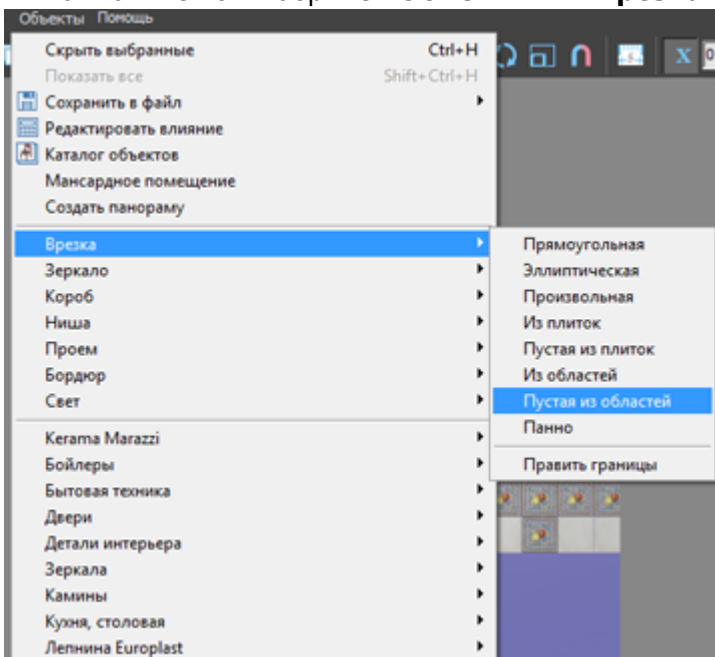 Объекты Помощь
Скрыть выбранные Ctrl+H
Показать все Shift+Ctrl+H
Сохранить в файл
Редактировать влияние
Каталог объектов
Мансардное помещение
Создать панораму
Врезка
Зеркало
Короб
Ниша
Проем
Бордюр
Свет
Kerama Marazzi
Бойлеры
Бытовая техника
Двери
Детали интерьера
Зеркала
Камины
Кухня, столовая
Лепнина Europlast
X 0
Прямоугольная
Эллиптическая
Произвольная
Из плиток
Пустая из плиток
Из областей
Пустая из областей
Панно
Править границы